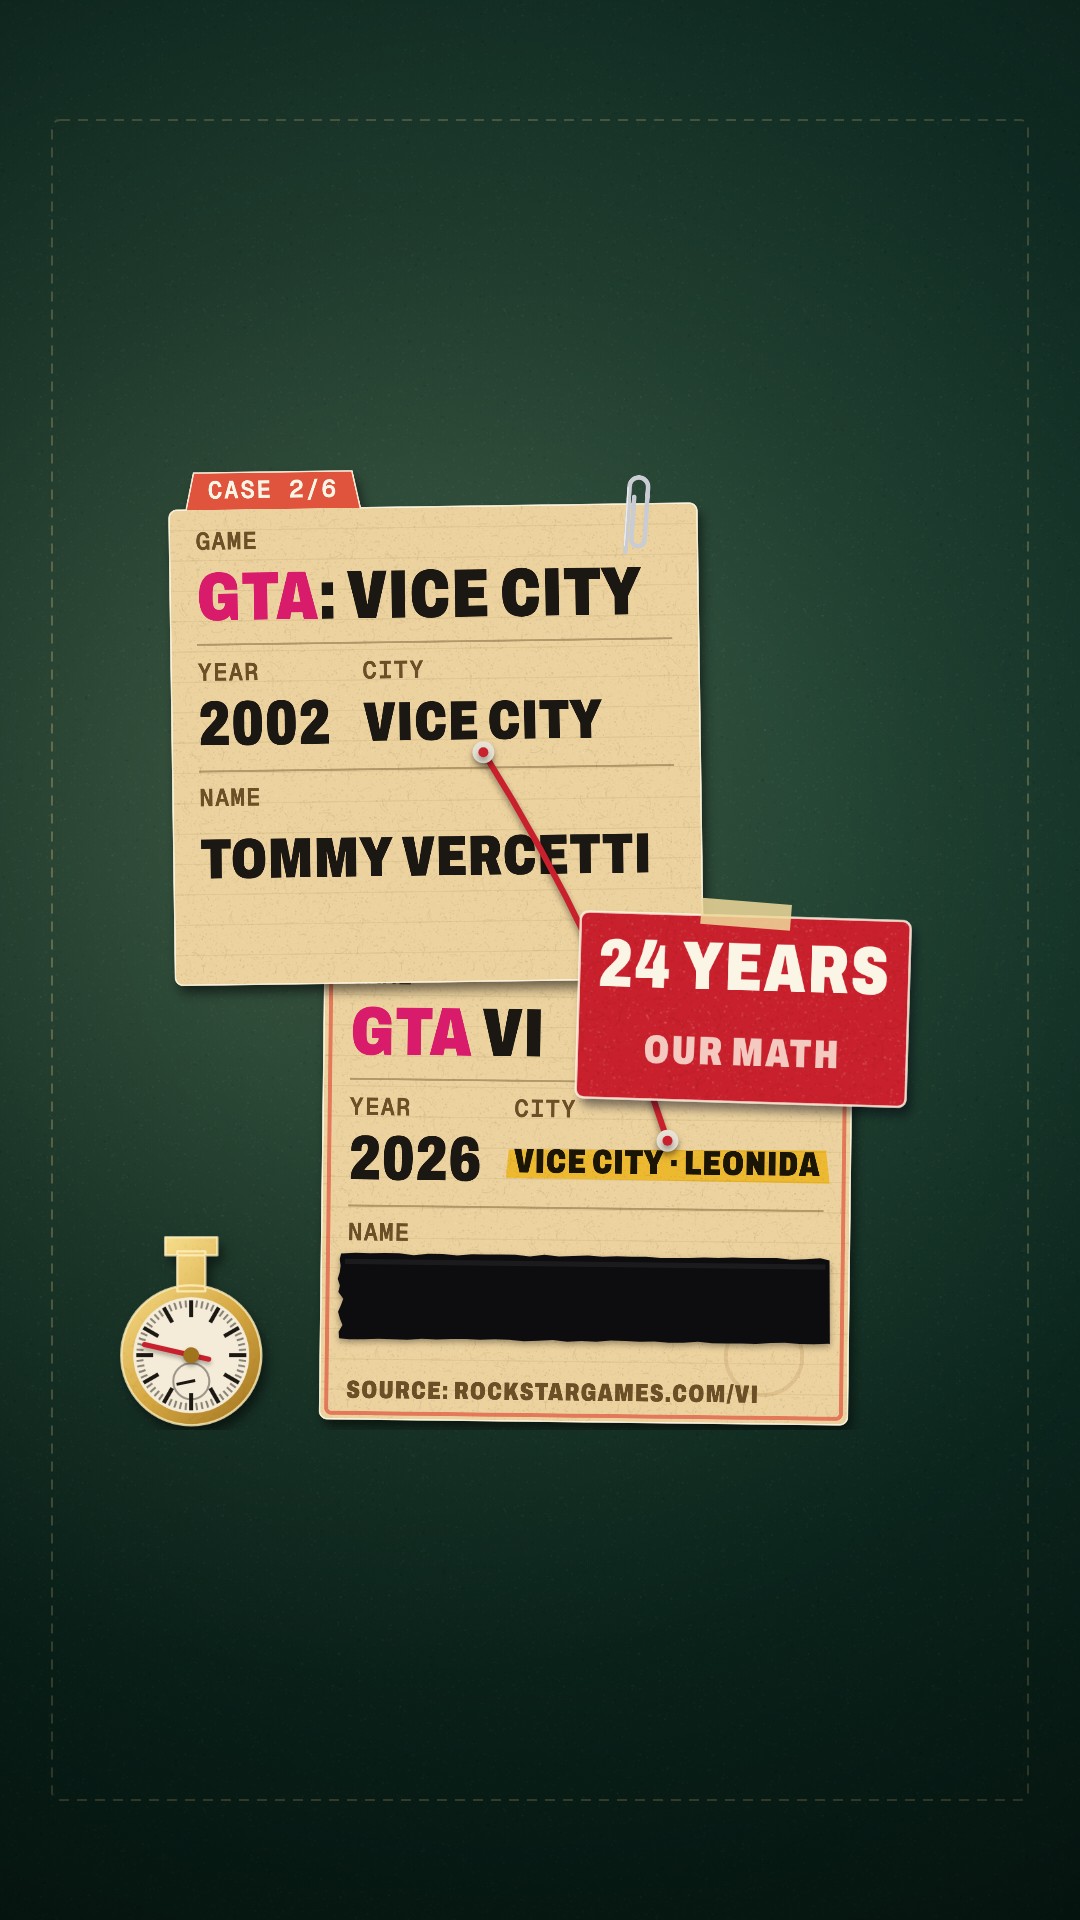 CASE 2/6
GAME
GTA: VICE CITY
YEAR CITY
2002 VICE CITY
NAME
TOMMY VERCETTI
24 YEARS
OUR MATH
GTA VI
YEAR CITY
2026 VICE CITY · LEONIDA
NAME
SOURCE: ROCKSTARGAMES.COM/VI